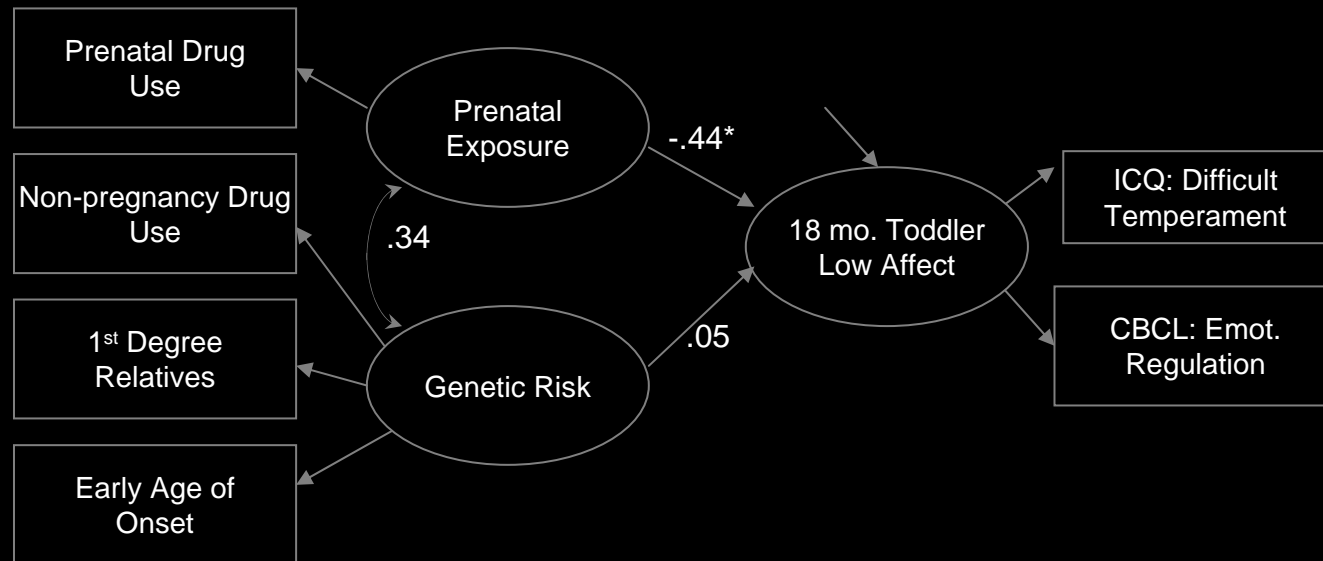 Prenatal Drug
Use
Prenatal
Exposure
-.44*
Non-pregnancy Drug
Use
.34
18 mo. Toddler
Low Affect
ICQ: Difficult
Temperament
1st Degree
Relatives
Genetic Risk
.05
CBCL: Emot.
Regulation
Early Age of
Onset